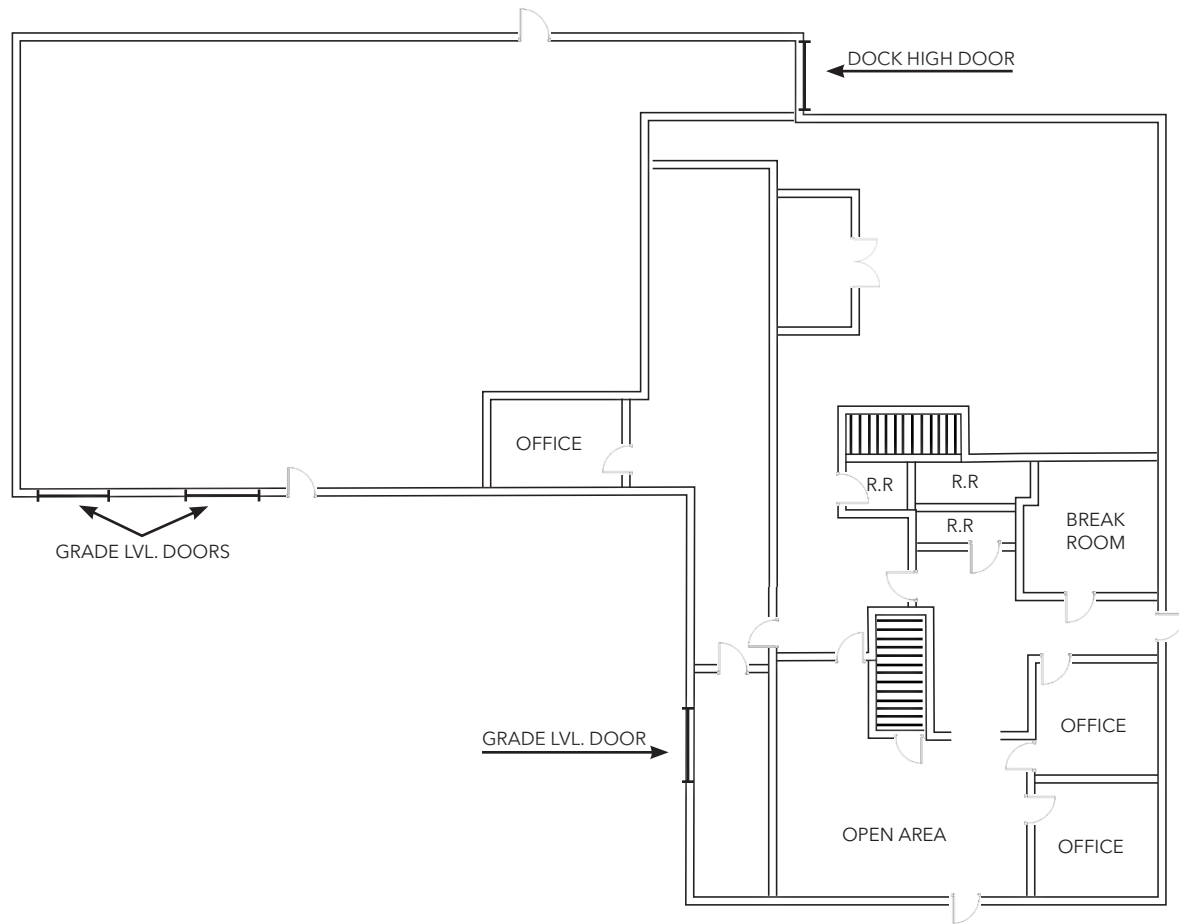 DOCK HIGH DOOR
OFFICE
R.R
R.R
R.R
BREAK
ROOM
GRADE LVL. DOORS
GRADE LVL. DOOR
OFFICE
OPEN AREA
OFFICE